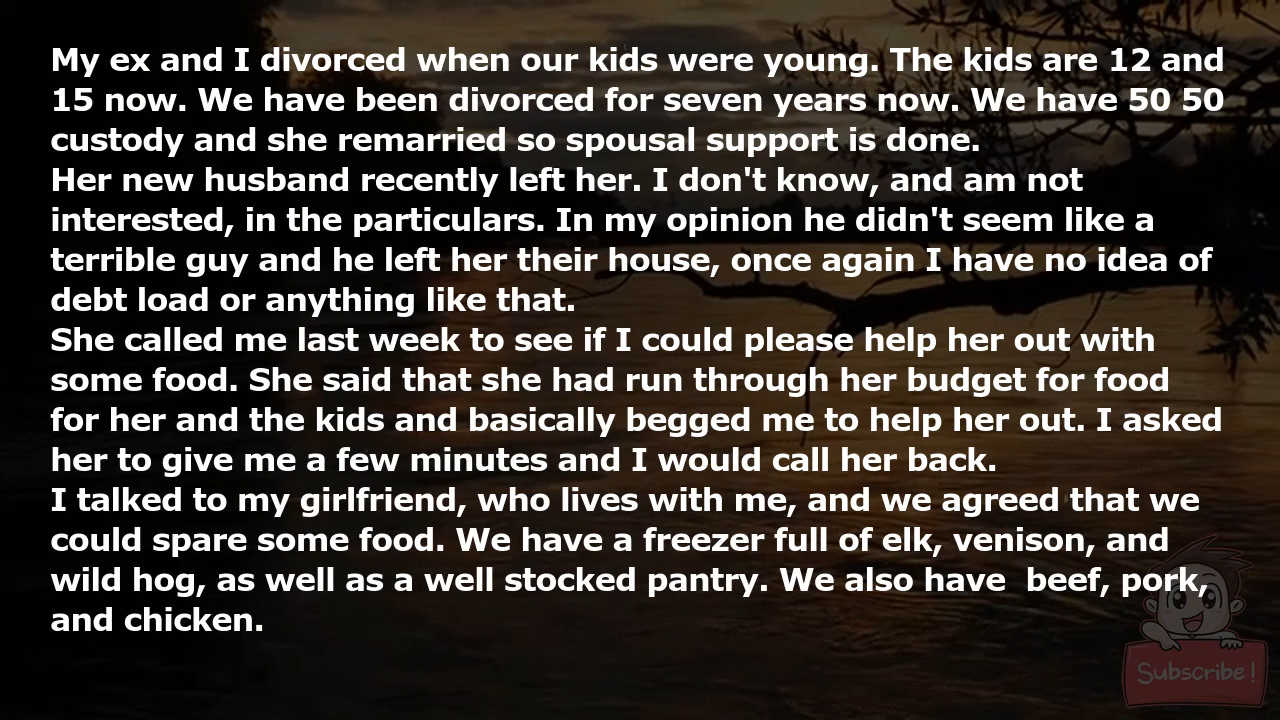 My ex and I divorced when our kids were young. The kids are 12 and
15 now. We have been divorced for seven years now. We have 50 50
custody and she remarried so spousal support is done.
Her new husband recently left her. I don't know, and am not
interested, in the particulars. In my opinion he didn't seem like a
terrible guy and he left her their house, once again I have no idea of
debt load or anything like that.
She called me last week to see if I could please help her out with
some food. She said that she had run through her budget for food
for her and the kids and basically begged me to help her out. I asked
her to give me a few minutes and I would call her back.
I talked to my girlfriend, who lives with me, and we agreed that we
could spare some food. We have a freezer full of elk, venison, and
wild hog, as well as a well stocked pantry. We also have  beef, pork,
and chicken.
Subscribe!